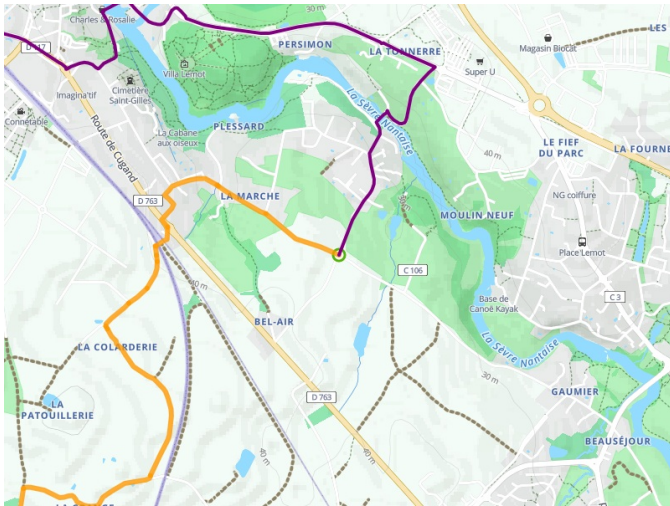 Charles & Rosalie
30 m
PERSIMON
LA TONNERRE
Magasin Biocat
LES
Villa Lemot
Super U
Imagina'tif
Cimetière
Saint-Gilles
Connétable
La Cabane
aux oiseux
PLESSARD
La Sèvre Nantaise
Route de Cugand
40 m
LE FIEF
DU PARC
LA FOURNE
D 763
LA MARCHE
NG coiffure
MOULIN NEUF
Place Lemot
C 106
40 m
Base de
Canoë Kayak
C 3
BEL-AIR
LA COLARDERIE
La Sèvre Nantaise
30 m
GAUMIER
D 763
LA
PATOUILLERIE
BEAUSÉJOUR
40 m
40 m